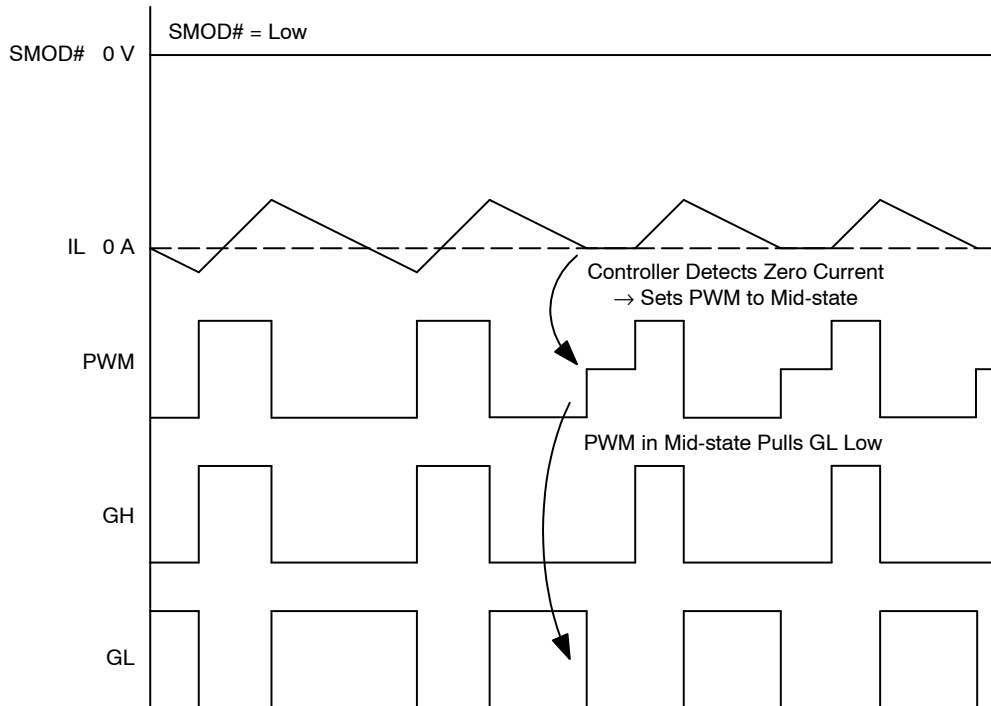 SMOD# = Low
SMOD# 0 V
IL 0 A
Controller Detects Zero Current
→ Sets PWM to Mid-state
PWM
PWM in Mid-state Pulls GL Low
GH
GL